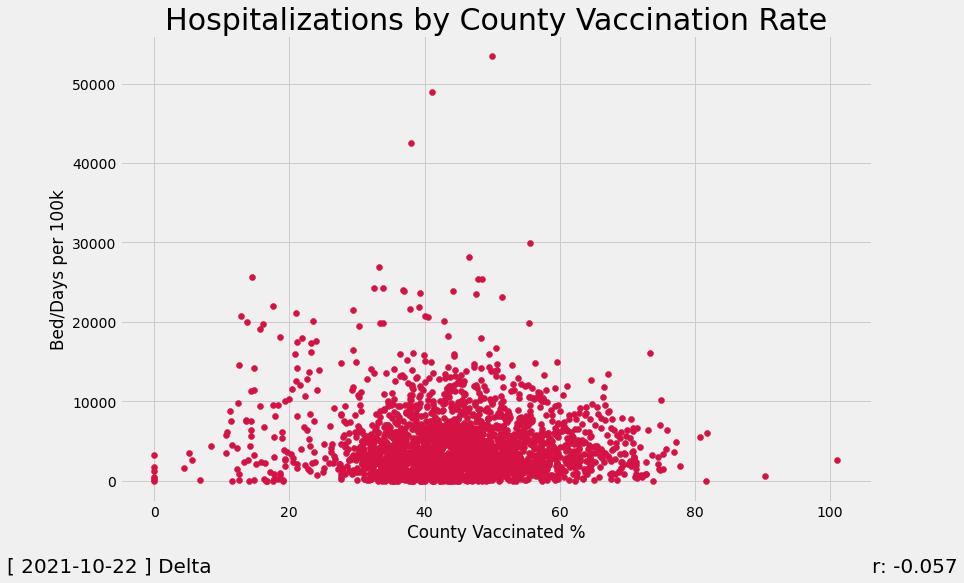 Hospitalizations by County Vaccination Rate
50000
40000
30000
20000
10000
0
Bed/Days per 100k
0 20 40 60 80 100
County Vaccinated %
[ 2021-10-22 ] Delta
r: -0.057